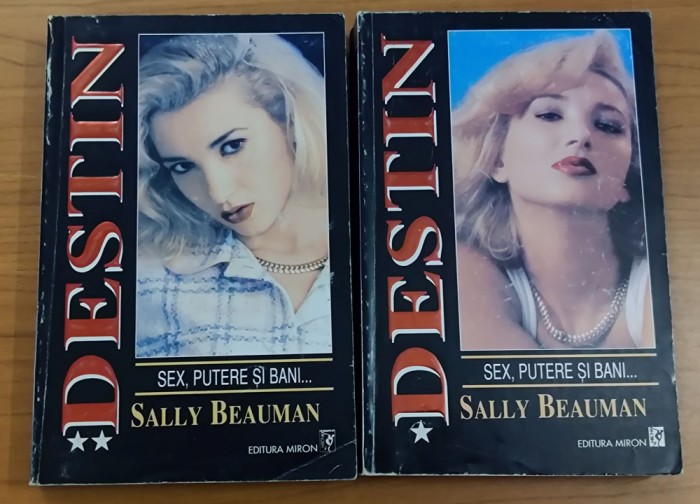 DESTIN
SEX, PUTERE ȘI BANI...
SALLY BEAUMAN
EDITURA MIRON
DESTIN
SEX, PUTERE ȘI BANI...
SALLY BEAUMAN
EDITURA MIRON